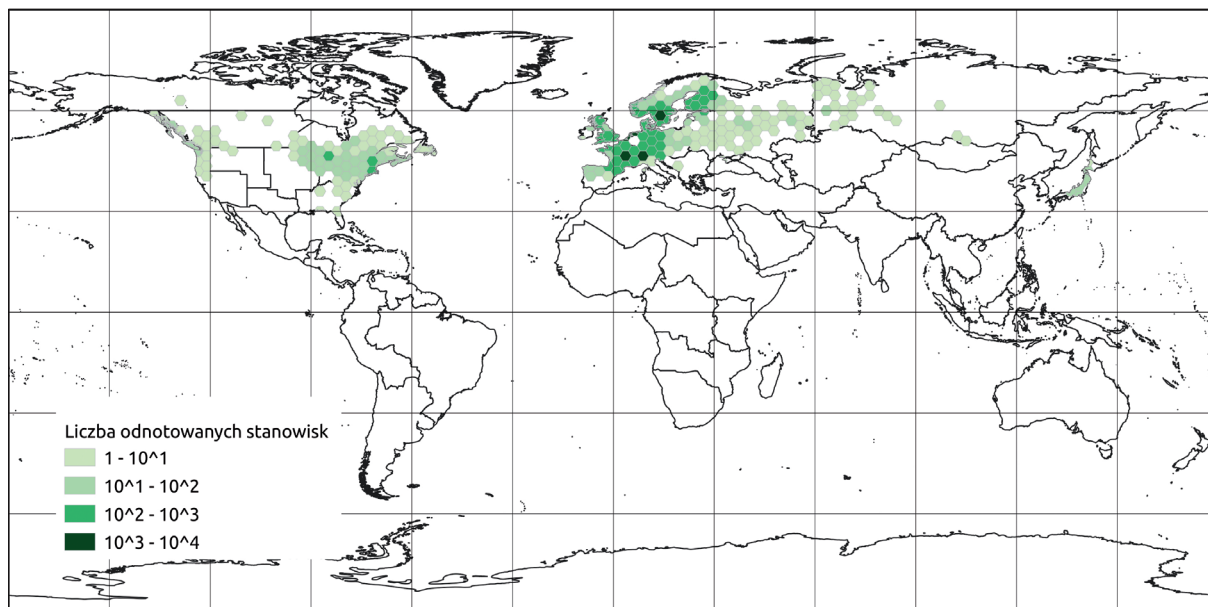 Liczba odnotowanych stanowisk
1 - 10^1
10^1 - 10^2
10^2 - 10^3
10^3 - 10^4